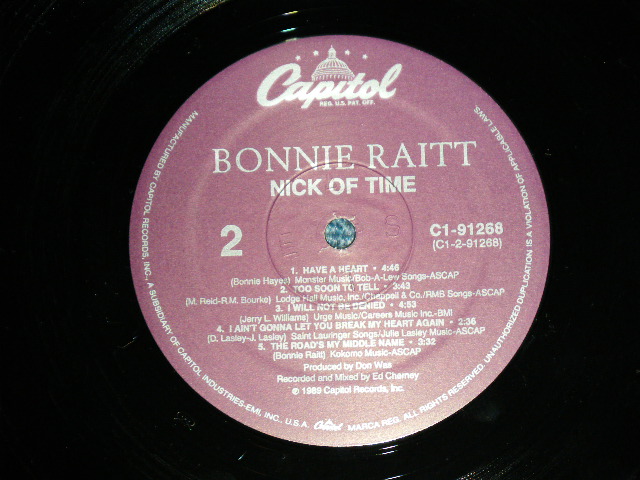 Capitol
REG. U.S. PAT. OFF.
BONNIE RAITT
NICK OF TIME
2
C1-91268
(C1-2-91268)
1. HAVE A HEART • 4:46
(Bonnie Hayes) Monster Music/Bob-A-Lew Songs-ASCAP
2. TOO SOON TO TELL • 3:43
(M. Reid-R.M. Bourke) Lodge Hall Music, Inc./Chappell & Co./RMB Songs-ASCAP
3. I WILL NOT BE DENIED • 4:53
(Jerry L. Williams) Urge Music/Careers Music Inc.-BMI
4. I AIN'T GONNA LET YOU BREAK MY HEART AGAIN • 2:36
(D. Lasley-J. Lasley) Saint Lauringer Songs/Julie Lasley Music-ASCAP
5. THE ROAD'S MY MIDDLE NAME • 3:32
(Bonnie Raitt) Kokomo Music-ASCAP
Produced by Don Was
Recorded and Mixed by Ed Cherney
℗ 1989 Capitol Records, Inc.
MANUFACTURED BY CAPITOL RECORDS, INC., A SUBSIDIARY OF CAPITOL INDUSTRIES-EMI, INC., U.S.A. Capitol MARCA REG. ALL RIGHTS RESERVED. UNAUTHORIZED DUPLICATION IS A VIOLATION OF APPLICABLE LAWS.